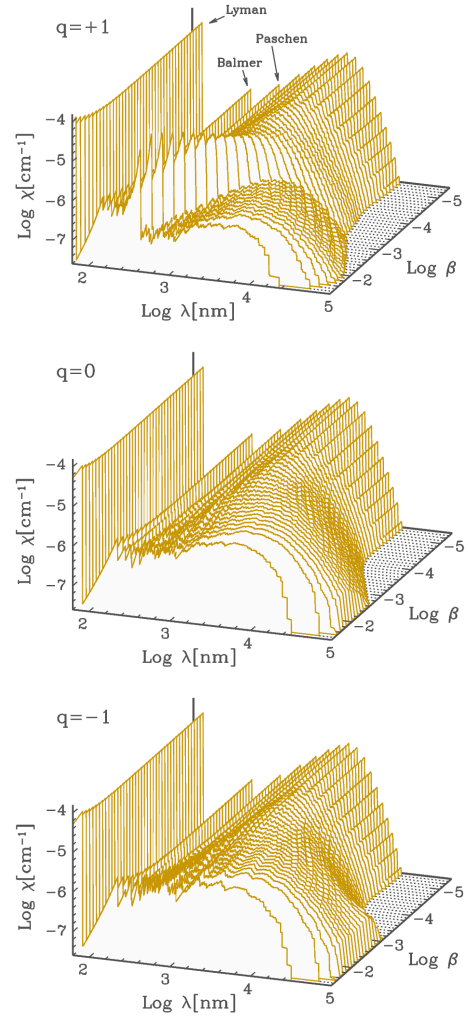 q=+1
Lyman
Paschen
Balmer
−4
−5
−6
−7
Log χ[cm⁻¹]
2
3
4
5
Log λ[nm]
−2
−3
−4
−5
Log β
q=0
−4
−5
−6
−7
Log χ[cm⁻¹]
2
3
4
5
Log λ[nm]
−2
−3
−4
−5
Log β
q=−1
−4
−5
−6
−7
Log χ[cm⁻¹]
2
3
4
5
Log λ[nm]
−2
−3
−4
−5
Log β